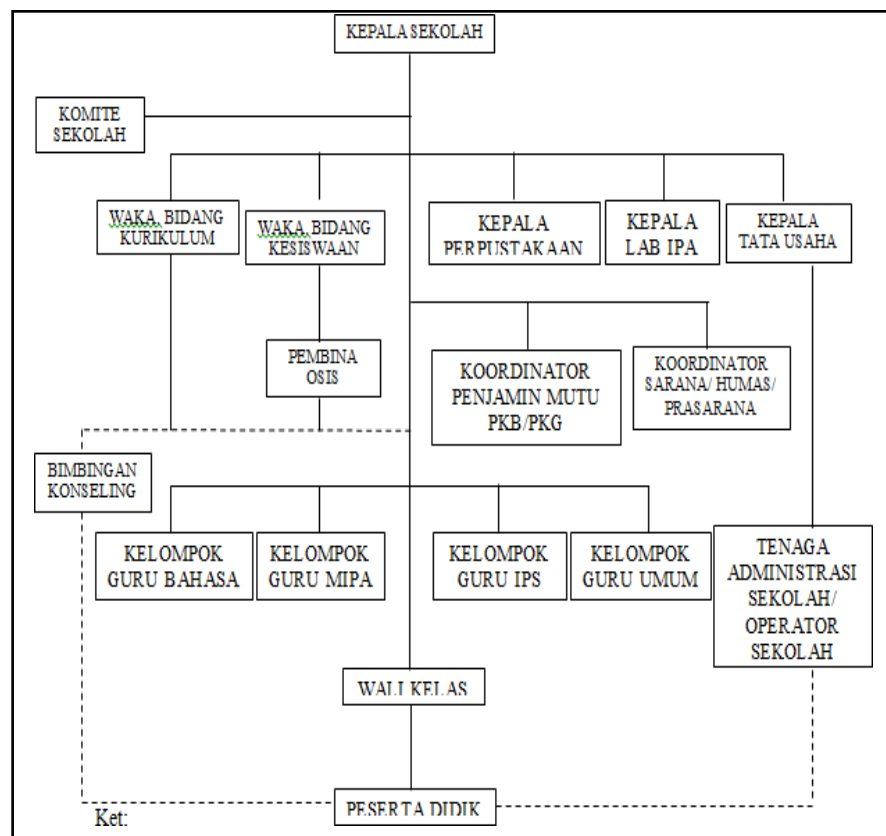 KEPALA SEKOLAH
KOMITE
SEKOLAH
WAKA. BIDANG
KURIKULUM
WAKA. BIDANG
KESISWAAN
KEPALA
PERPUSTAKAAN
KEPALA
LAB IPA
KEPALA
TATA USAHA
PEMBINA
OSIS
KOORDINATOR
PENJAMIN MUTU
PKB/PKG
KOORDINATOR
SARANA/ HUMAS/
PRASARANA
BIMBINGAN
KONSELING
KELOMPOK
GURU BAHASA
KELOMPOK
GURU MIPA
KELOMPOK
GURU IPS
KELOMPOK
GURU UMUM
TENAGA
ADMINISTRASI
SEKOLAH/
OPERATOR
SEKOLAH
WALI KELAS
PESERTA DIDIK
Ket: